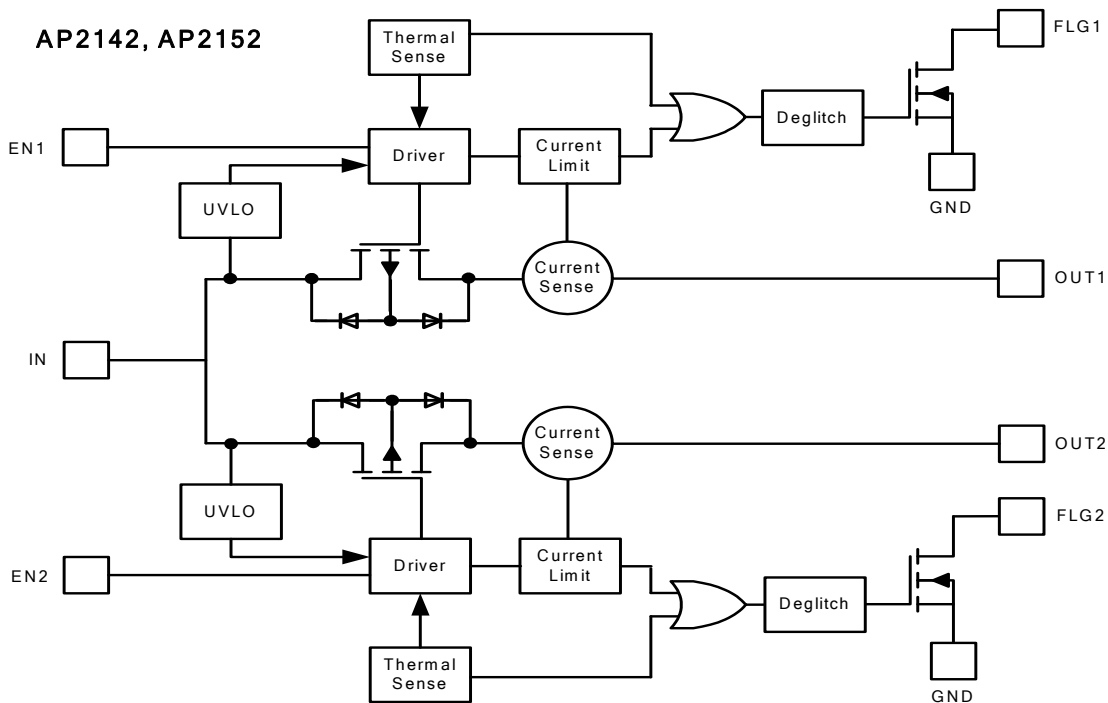 AP2142, AP2152
Thermal
Sense
FLG1
Deglitch
EN1
Driver
Current
Limit
GND
UVLO
Current
Sense
OUT1
IN
Current
Sense
OUT2
UVLO
FLG2
EN2
Driver
Current
Limit
Deglitch
Thermal
Sense
GND